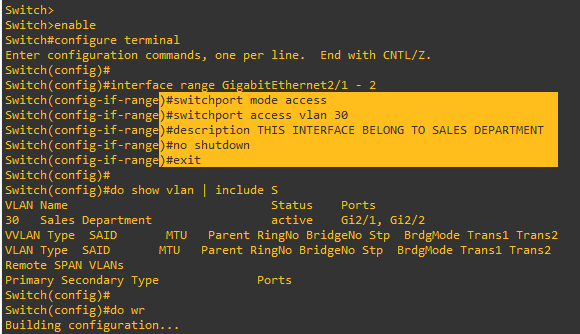 Switch>
Switch>enable
Switch#configure terminal
Enter configuration commands, one per line.  End with CNTL/Z.
Switch(config)#
Switch(config)#interface range GigabitEthernet2/1 - 2
Switch(config-if-range)#switchport mode access
Switch(config-if-range)#switchport access vlan 30
Switch(config-if-range)#description THIS INTERFACE BELONG TO SALES DEPARTMENT
Switch(config-if-range)#no shutdown
Switch(config-if-range)#exit
Switch(config)#
Switch(config)#do show vlan | include S
VLAN Name                             Status    Ports
30   Sales Department                 active    Gi2/1, Gi2/2
VVLAN Type  SAID       MTU   Parent RingNo BridgeNo Stp  BrdgMode Trans1 Trans2
VLAN Type  SAID       MTU   Parent RingNo BridgeNo Stp  BrdgMode Trans1 Trans2
Remote SPAN VLANs
Primary Secondary Type              Ports
Switch(config)#
Switch(config)#do wr
Building configuration...